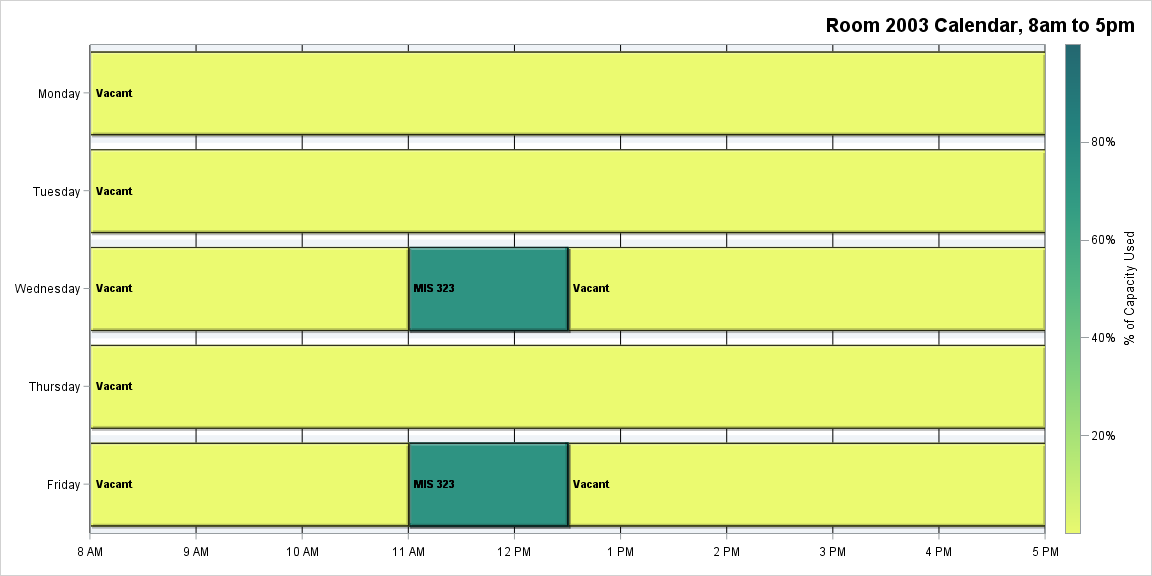 Room 2003 Calendar, 8am to 5pm
Monday
Vacant
Tuesday
Vacant
Wednesday
Vacant
MIS 323
Vacant
Thursday
Vacant
Friday
Vacant
MIS 323
Vacant
8 AM 9 AM 10 AM 11 AM 12 PM 1 PM 2 PM 3 PM 4 PM 5 PM
80%
60%
40%
20%
% of Capacity Used